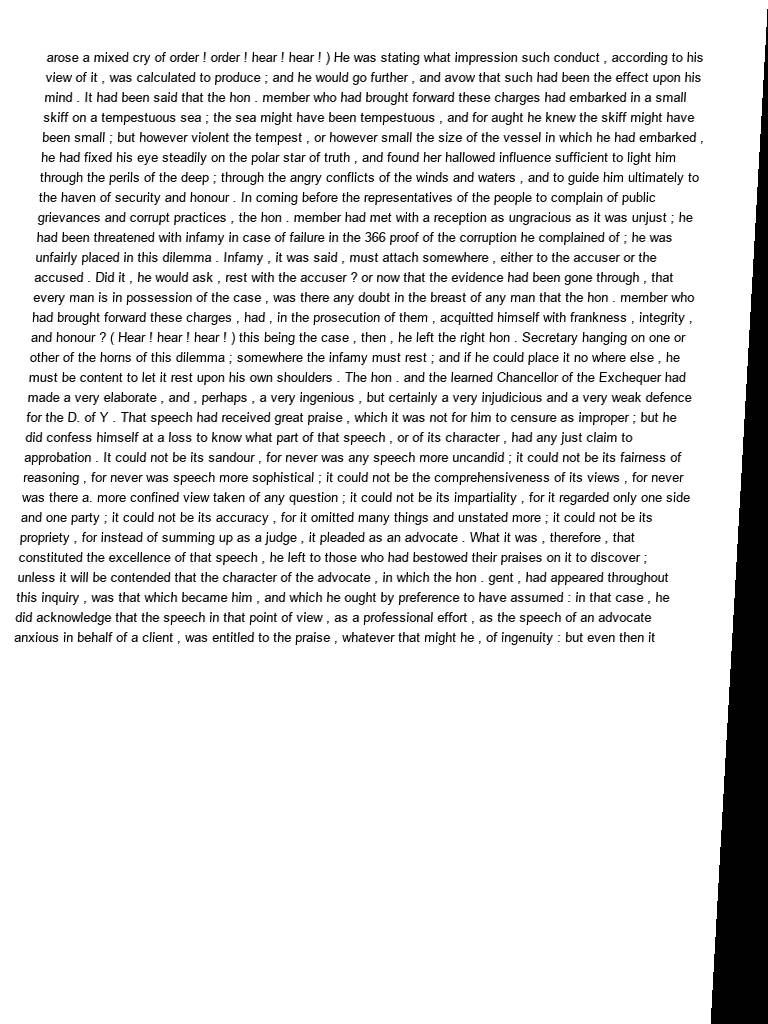 arose a mixed cry of order ! order ! hear ! hear ! ) He was stating what impression such conduct , according to his
view of it , was calculated to produce ; and he would go further , and avow that such had been the effect upon his
mind . It had been said that the hon . member who had brought forward these charges had embarked in a small
skiff on a tempestuous sea ; the sea might have been tempestuous , and for aught he knew the skiff might have
been small ; but however violent the tempest , or however small the size of the vessel in which he had embarked ,
he had fixed his eye steadily on the polar star of truth , and found her hallowed influence sufficient to light him
through the perils of the deep ; through the angry conflicts of the winds and waters , and to guide him ultimately to
the haven of security and honour . In coming before the representatives of the people to complain of public
grievances and corrupt practices , the hon . member had met with a reception as ungracious as it was unjust ; he
had been threatened with infamy in case of failure in the 366 proof of the corruption he complained of ; he was
unfairly placed in this dilemma . Infamy , it was said , must attach somewhere , either to the accuser or the
accused . Did it , he would ask , rest with the accuser ? or now that the evidence had been gone through , that
every man is in possession of the case , was there any doubt in the breast of any man that the hon . member who
had brought forward these charges , had , in the prosecution of them , acquitted himself with frankness , integrity ,
and honour ? ( Hear ! hear ! hear ! ) this being the case , then , he left the right hon . Secretary hanging on one or
other of the horns of this dilemma ; somewhere the infamy must rest ; and if he could place it no where else , he
must be content to let it rest upon his own shoulders . The hon . and the learned Chancellor of the Exchequer had
made a very elaborate , and , perhaps , a very ingenious , but certainly a very injudicious and a very weak defence
for the D. of Y . That speech had received great praise , which it was not for him to censure as improper ; but he
did confess himself at a loss to know what part of that speech , or of its character , had any just claim to
approbation . It could not be its sandour , for never was any speech more uncandid ; it could not be its fairness of
reasoning , for never was speech more sophistical ; it could not be the comprehensiveness of its views , for never
was there a. more confined view taken of any question ; it could not be its impartiality , for it regarded only one side
and one party ; it could not be its accuracy , for it omitted many things and unstated more ; it could not be its
propriety , for instead of summing up as a judge , it pleaded as an advocate . What it was , therefore , that
constituted the excellence of that speech , he left to those who had bestowed their praises on it to discover ;
unless it will be contended that the character of the advocate , in which the hon . gent , had appeared throughout
this inquiry , was that which became him , and which he ought by preference to have assumed : in that case , he
did acknowledge that the speech in that point of view , as a professional effort , as the speech of an advocate
anxious in behalf of a client , was entitled to the praise , whatever that might he , of ingenuity : but even then it